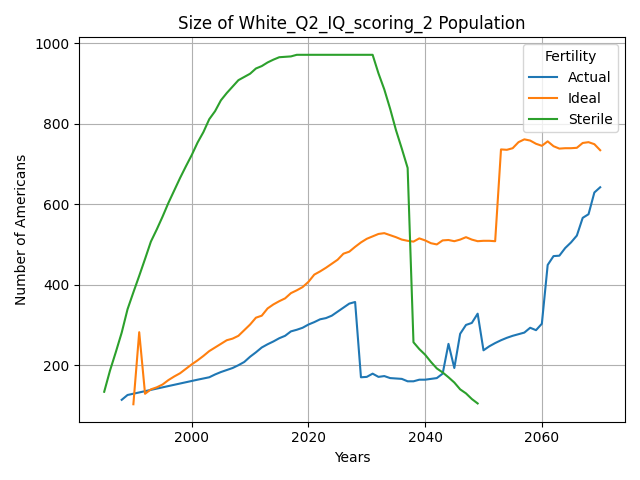 Size of White_Q2_IQ_scoring_2 Population
1000
800
600
400
200
Number of Americans
Fertility
Actual
Ideal
Sterile
2000
2020
2040
2060
Years